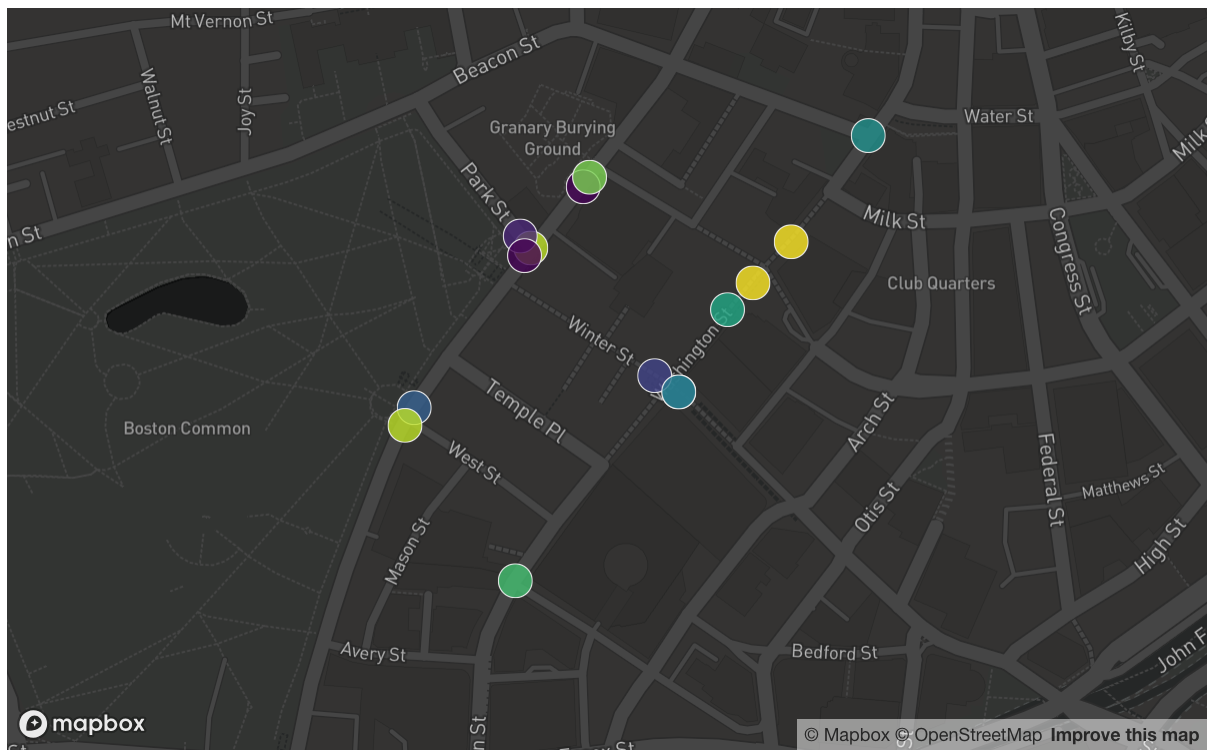 Mt Vernon St
Kilby St
Beacon St
Walnut St
Joy St
estnut St
Water St
Granary Burying
Ground
Milk
Park St
n St
Milk St
Congress St
Club Quarters
Winter St
hington St
Temple Pl
Boston Common
Arch St
West St
Federal St
Matthews St
Otis St
Mason St
High St
Avery St
Bedford St
John F
n St
mapbox
© Mapbox © OpenStreetMap Improve this map